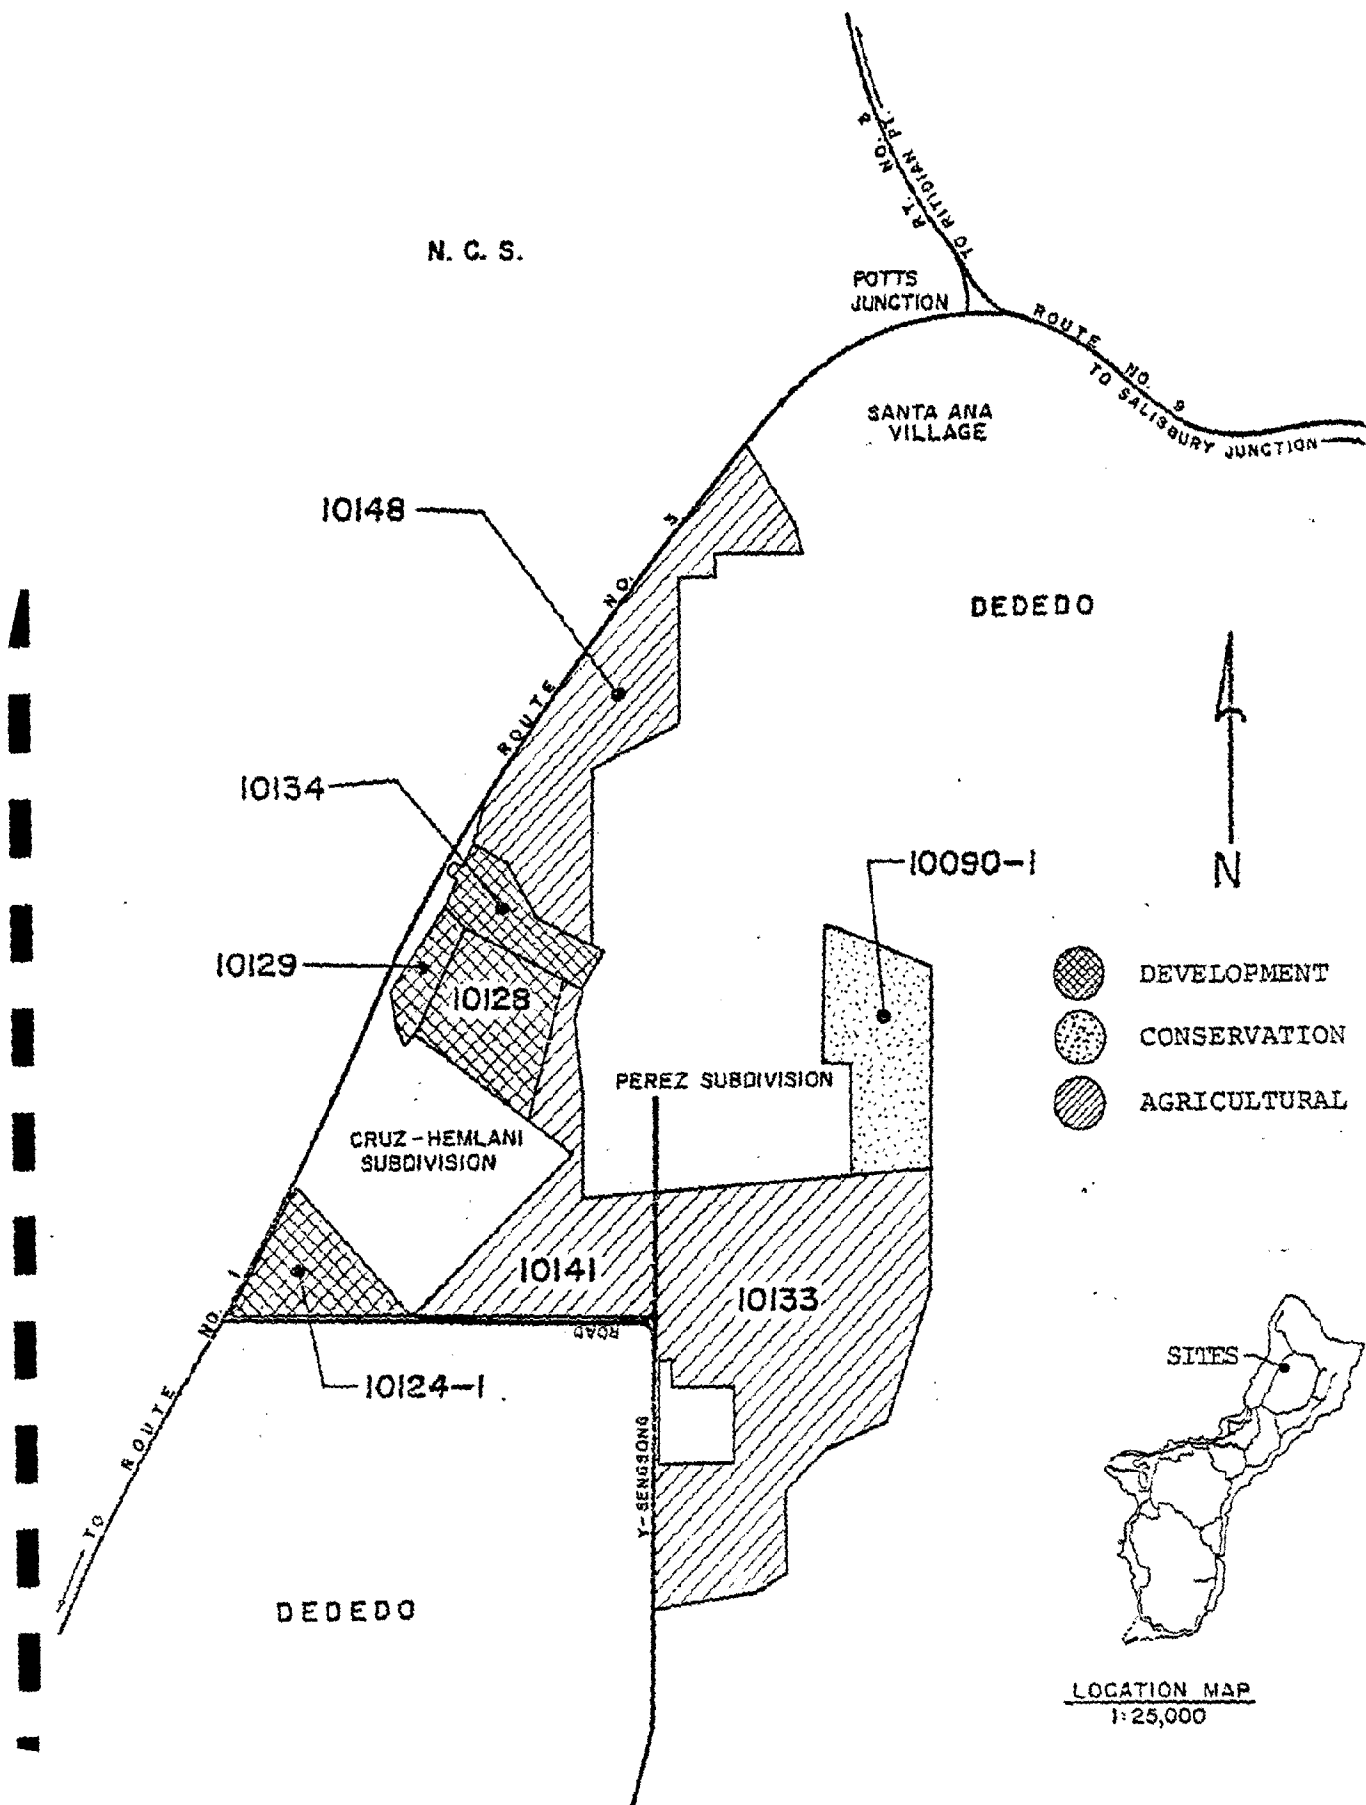 RT. NO. 3
TO RITIDIAN PT.
N. C. S.
POTTS
JUNCTION
ROUTE NO. 9
TO SALISBURY JUNCTION
SANTA ANA
VILLAGE
10148
ROUTE NO. 3
DEDEDO
10134
N
10090-1
10129
10128
DEVELOPMENT
CONSERVATION
AGRICULTURAL
PEREZ SUBDIVISION
CRUZ-HEMLANI
SUBDIVISION
10141
10133
ROAD
10124-1
TO ROUTE NO. 1
Y-SENGSONG
SITES
DEDEDO
LOCATION MAP
1:25,000